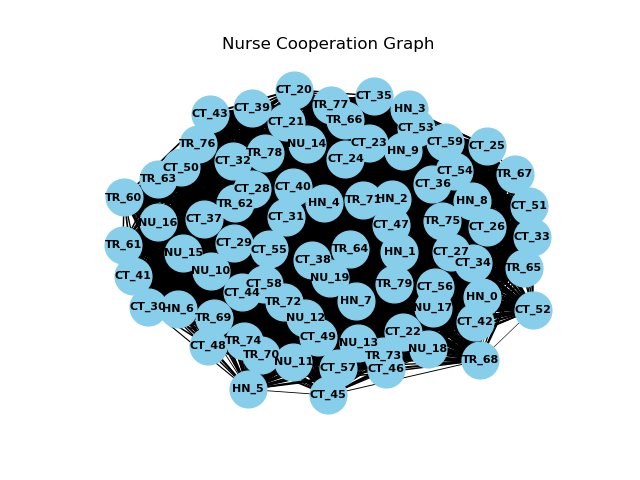 Nurse Cooperation Graph
CT_20
CT_35
TR_77
CT_39
HN_3
CT_43
TR_66
CT_21
CT_53
TR_76
NU_14
CT_23
CT_59
CT_25
TR_78
HN_9
CT_24
CT_32
CT_50
CT_54
TR_67
TR_63
CT_36
CT_28
CT_40
TR_60
TR_71
HN_2
HN_8
TR_62
HN_4
CT_51
CT_37
CT_31
NU_16
TR_75
CT_47
CT_26
CT_33
CT_29
TR_61
CT_55
TR_64
HN_1
CT_27
NU_15
CT_38
CT_34
TR_65
NU_10
CT_41
NU_19
CT_58
TR_79
CT_56
CT_44
HN_0
TR_72
HN_7
CT_30
HN_6
NU_17
CT_52
TR_69
NU_12
CT_42
CT_22
CT_49
TR_74
NU_13
CT_48
NU_18
TR_70
TR_73
TR_68
NU_11
CT_57
CT_46
HN_5
CT_45